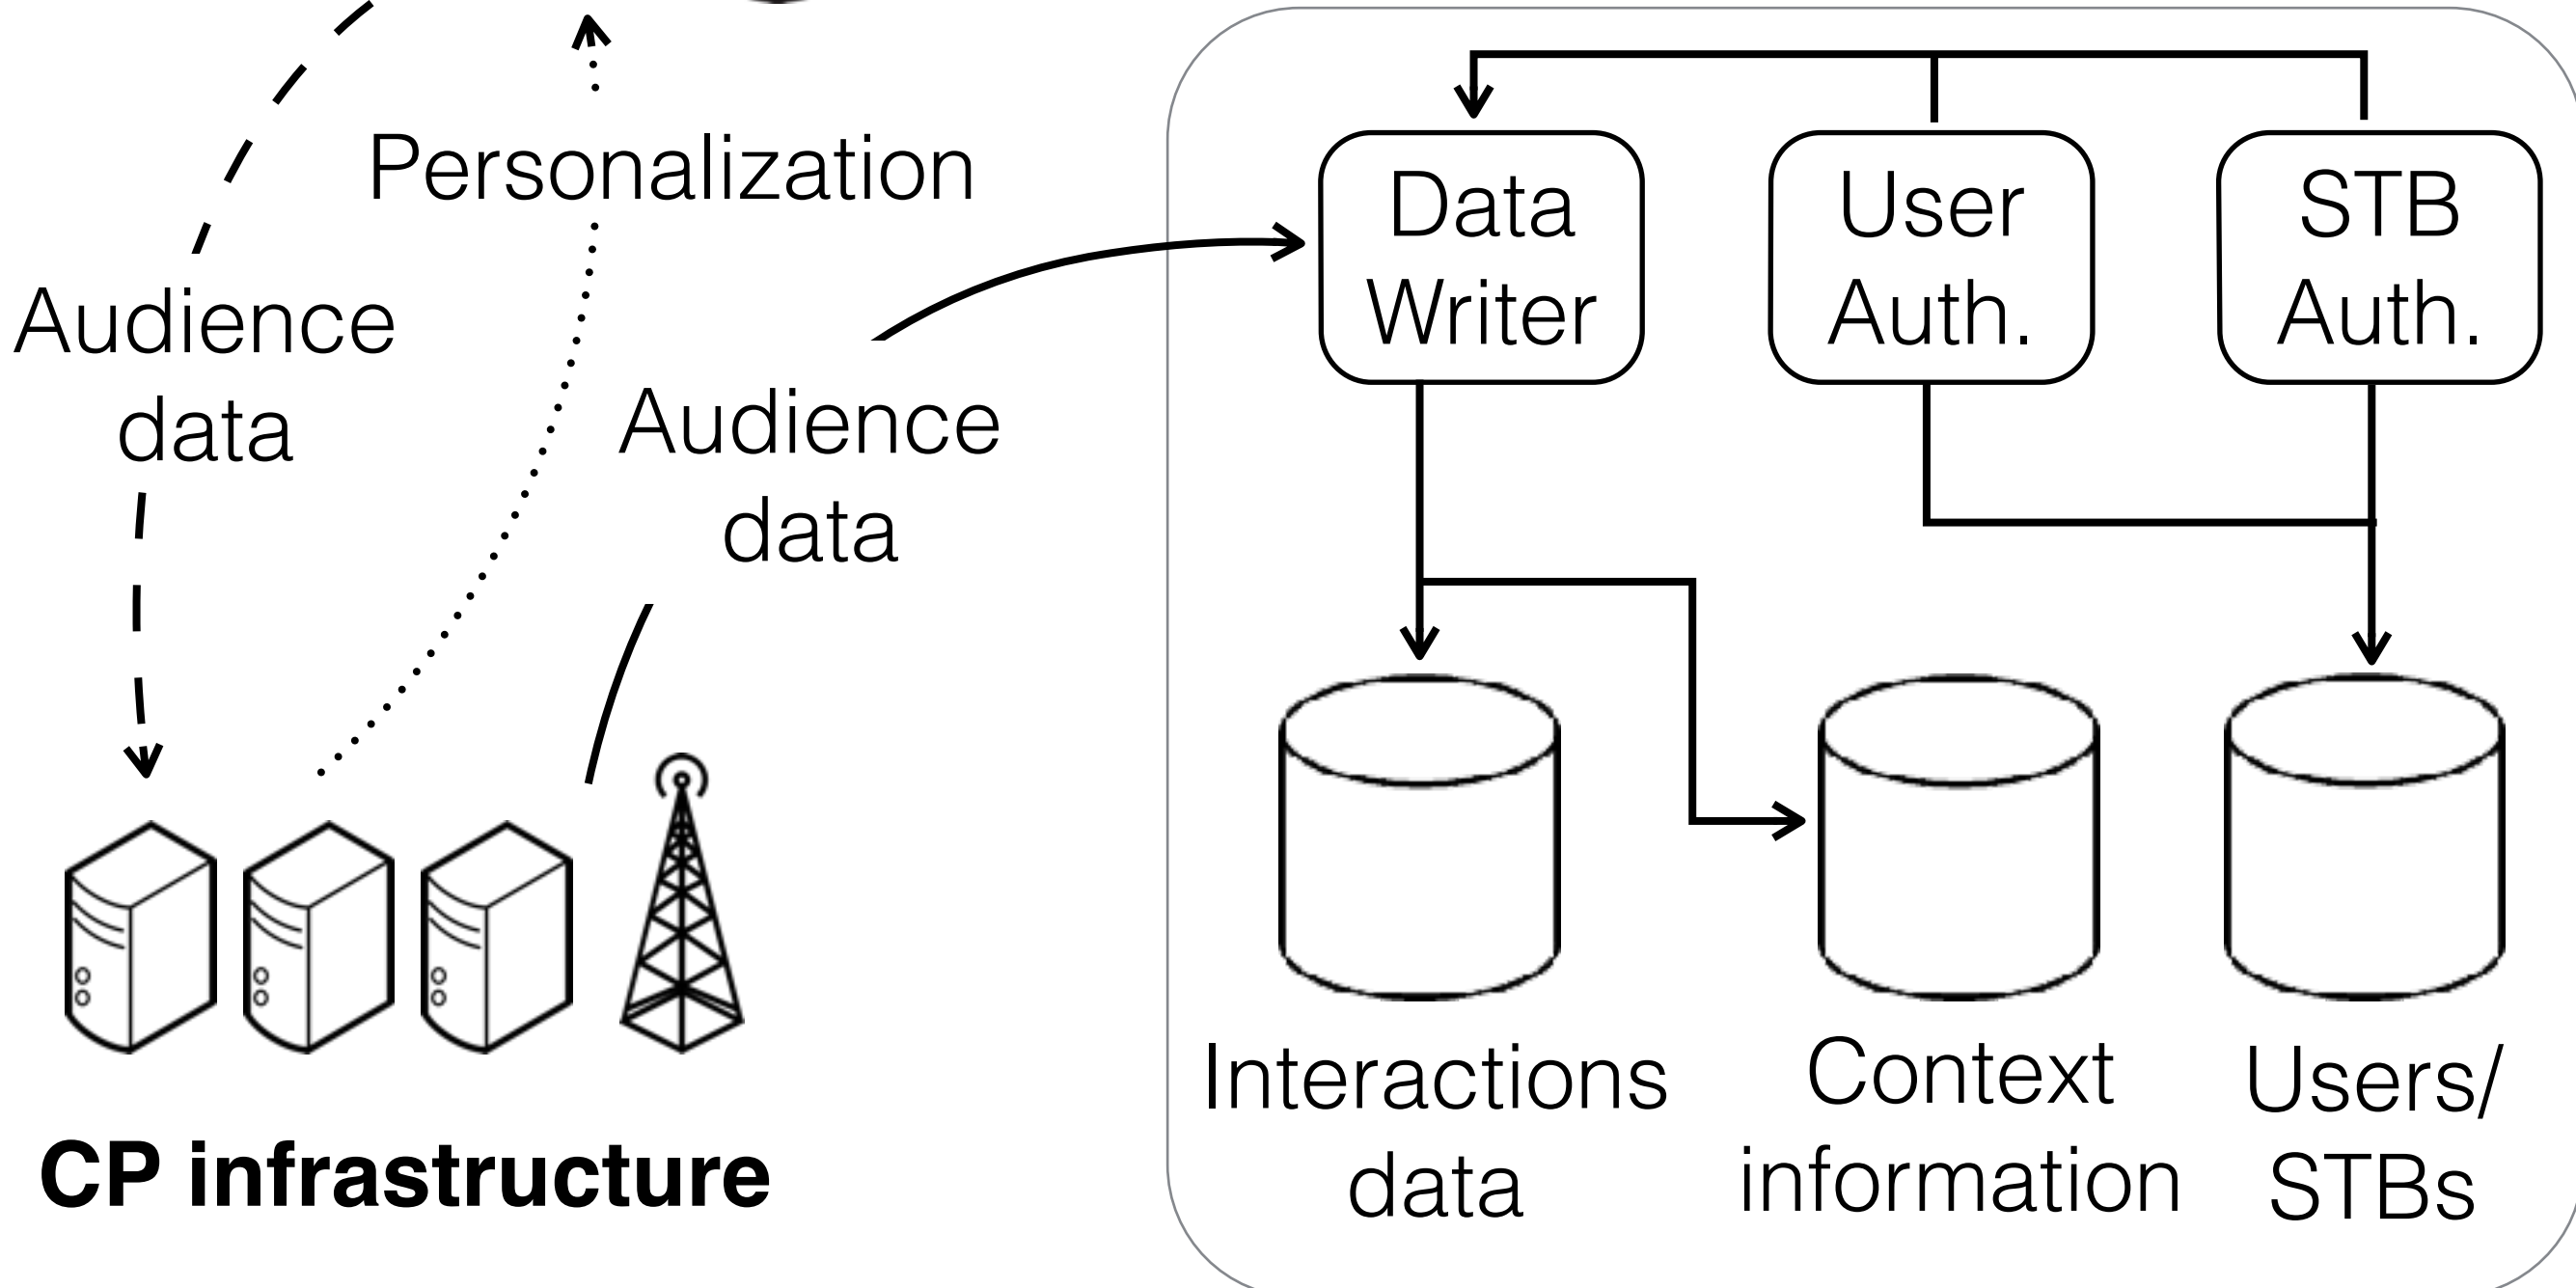 Personalization
Audience
data
Audience
data
CP infrastructure
Data
Writer
User
Auth.
STB
Auth.
Interactions
data
Context
information
Users/
STBs